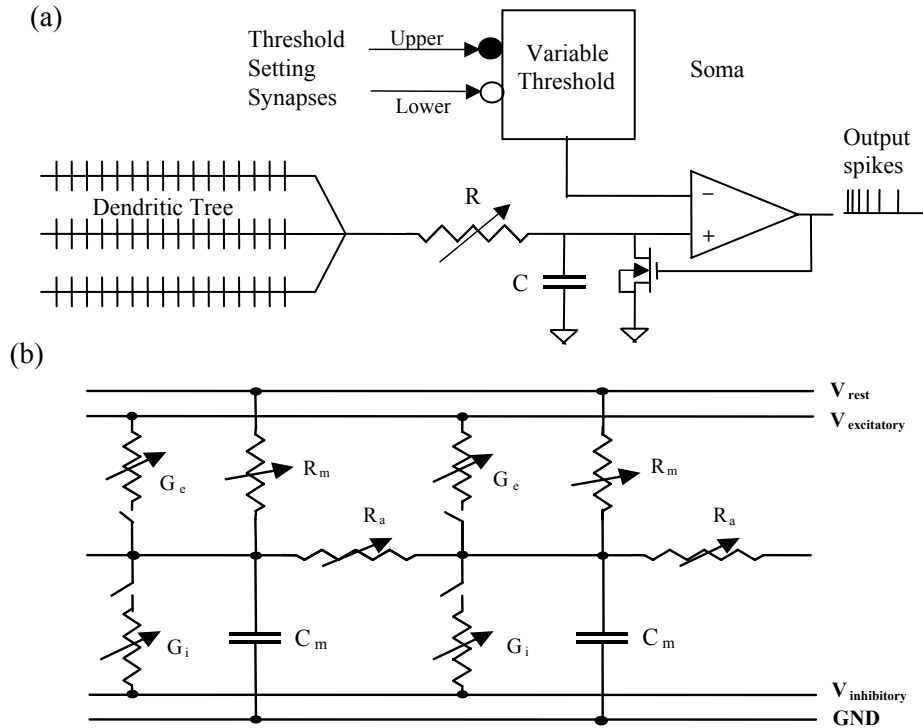 (a)
Threshold
Setting
Synapses
Upper
Lower
Variable
Threshold
Soma
Output
spikes
Dendritic Tree
R
−
+
C
(b)
V rest
V excitatory
G e
R m
G e
R m
R a
R a
G i
C m
G i
C m
V inhibitory
GND